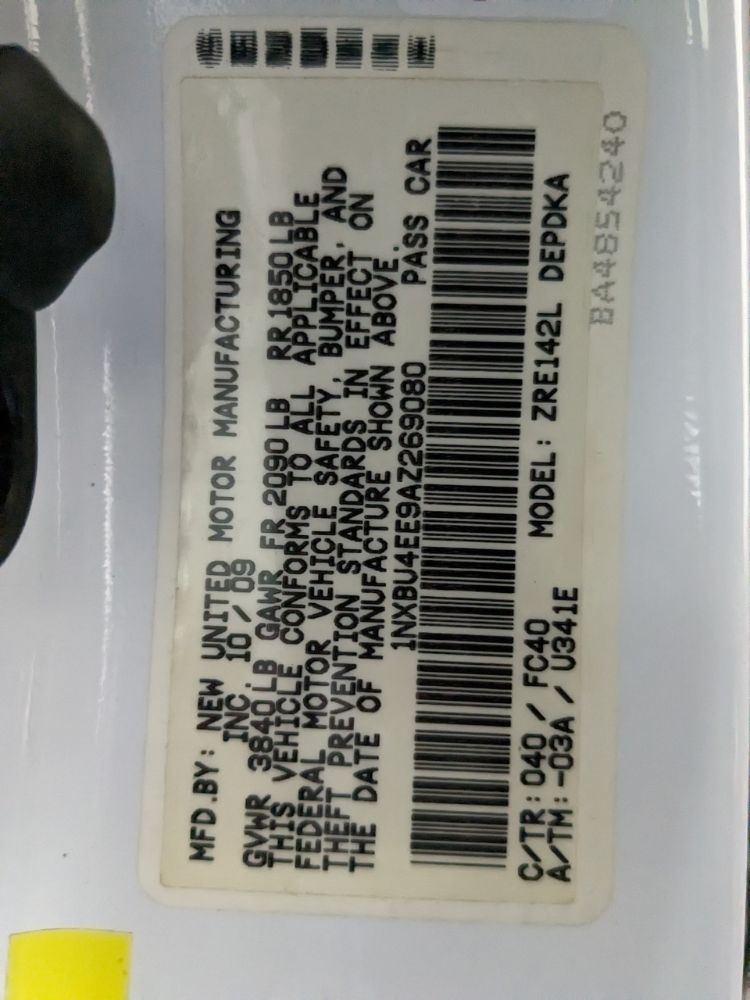 MFD.BY: NEW UNITED MOTOR MANUFACTURING
INC. 10/09
GVWR 3840LB GAWR FR 2090LB RR1850LB
THIS VEHICLE CONFORMS TO ALL APPLICABLE
FEDERAL MOTOR VEHICLE SAFETY, BUMPER, AND
THEFT PREVENTION STANDARDS IN EFFECT ON
THE DATE OF MANUFACTURE SHOWN ABOVE.
1NXBU4EE9AZ269080 PASS CAR
C/TR: 040 / FC40 MODEL: ZRE142L DEPDKA
A/TM: -03A / U341E
BA4854240